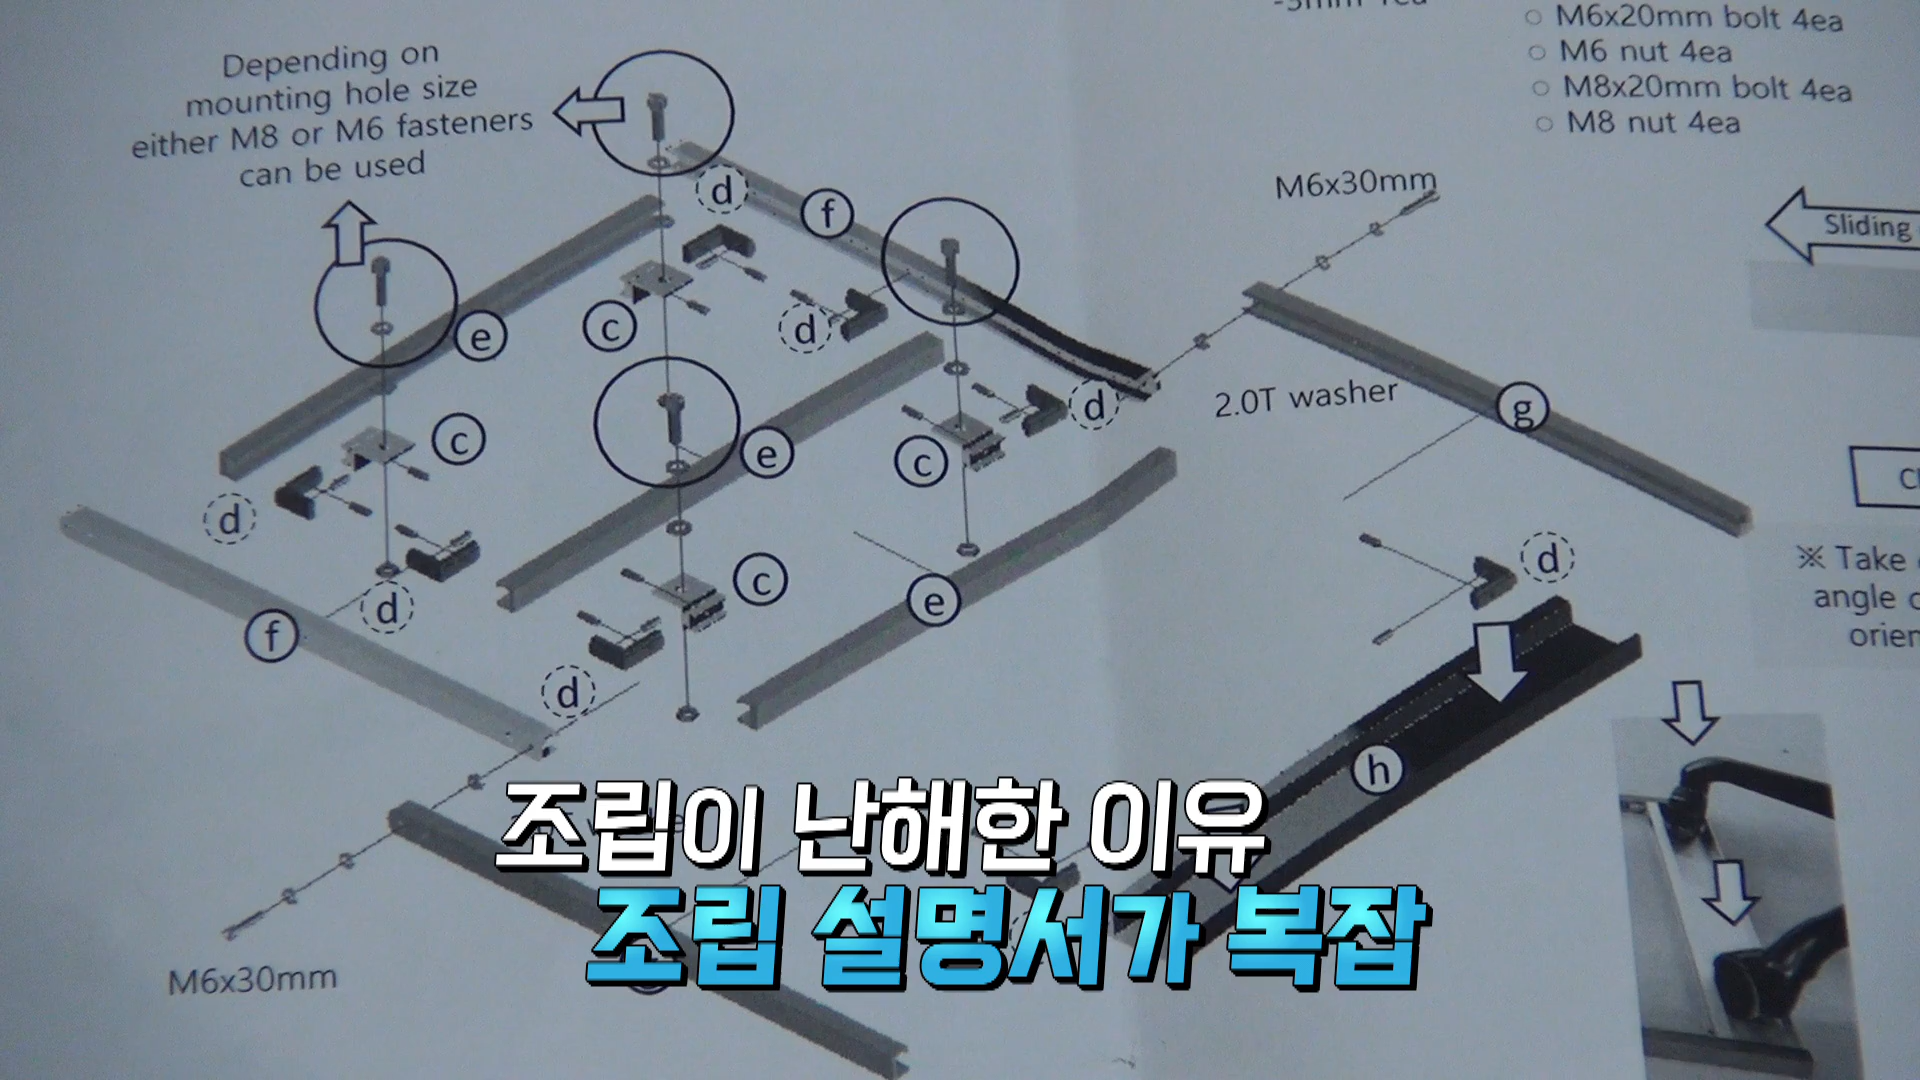 M6x20mm bolt 4ea
M6 nut 4ea
M8x20mm bolt 4ea
M8 nut 4ea
Depending on
mounting hole size
either M8 or M6 fasteners
can be used
M6x30mm
Sliding
d
f
e
c
d
2.0T washer
g
d
c
e
c
d
d
c
e
d
※ Take
angle
orien
f
d
d
h
M6x30mm
조립이 난해한 이유
조립 설명서가 복잡